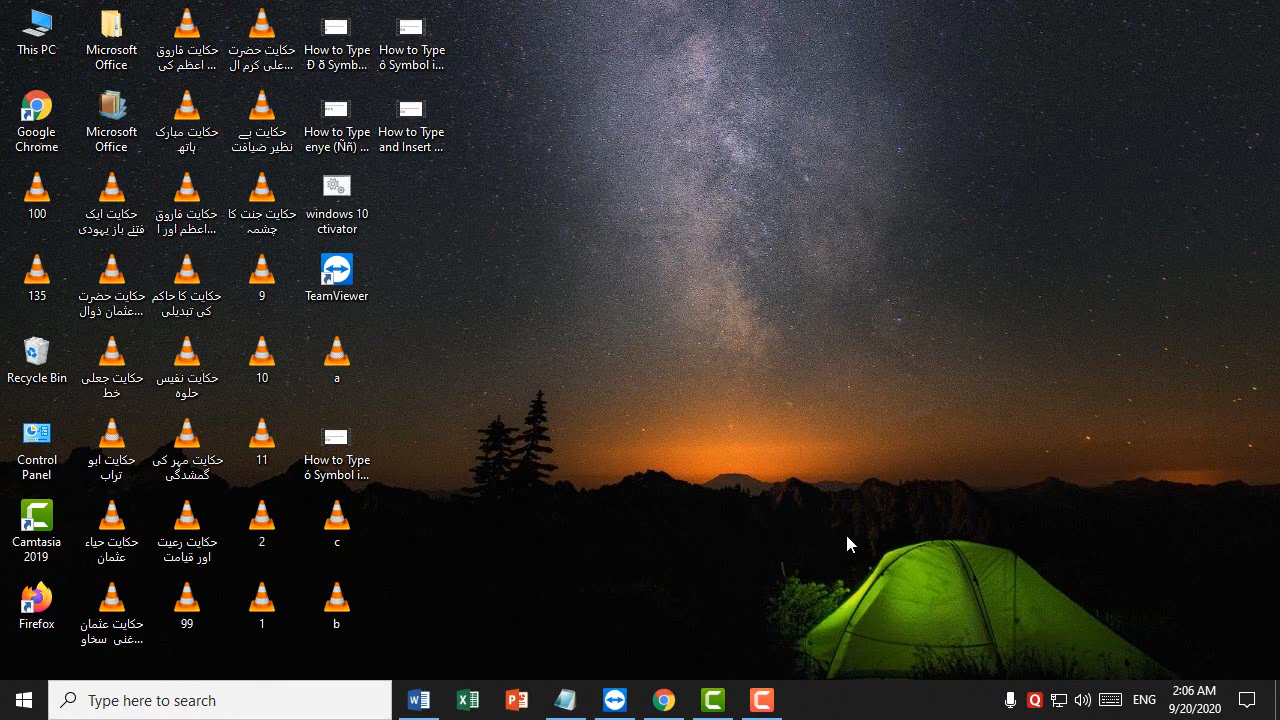 This PC
Microsoft
Office
حکایت فاروق
اعظم کی ...
حکایت حضرت
علی کرم ال...
How to Type
Ð ð Symb...
How to Type
ô Symbol i...
Google
Chrome
Microsoft
Office
حکایت مبارک
ہاتھ
حکایت بے
نظیر ضیافت
How to Type
enye (Ññ) ...
How to Type
and Insert ...
100
حکایت ایک
فتنے باز یہودی
حکایت فاروق
اعظم اور ا...
حکایت جنت کا
چشمہ
windows 10
ctivator
135
حکایت حضرت
عثمان ذوال...
حکایت کا حاکم
کی تبدیلی
9
TeamViewer
Recycle Bin
حکایت جعلی
خط
حکایت نفیس
حلوہ
10
a
Control
Panel
حکایت ابو
تراب
حکایت مہر کی
گمشدگی
11
How to Type
ó Symbol i...
Camtasia
2019
حکایت حیاء
عثمان
حکایت رعیت
اور قیامت
2
c
Firefox
حکایت عثمان
غنی سخاو...
99
1
b
Type here to search
ENG
2:06 AM
9/20/2020